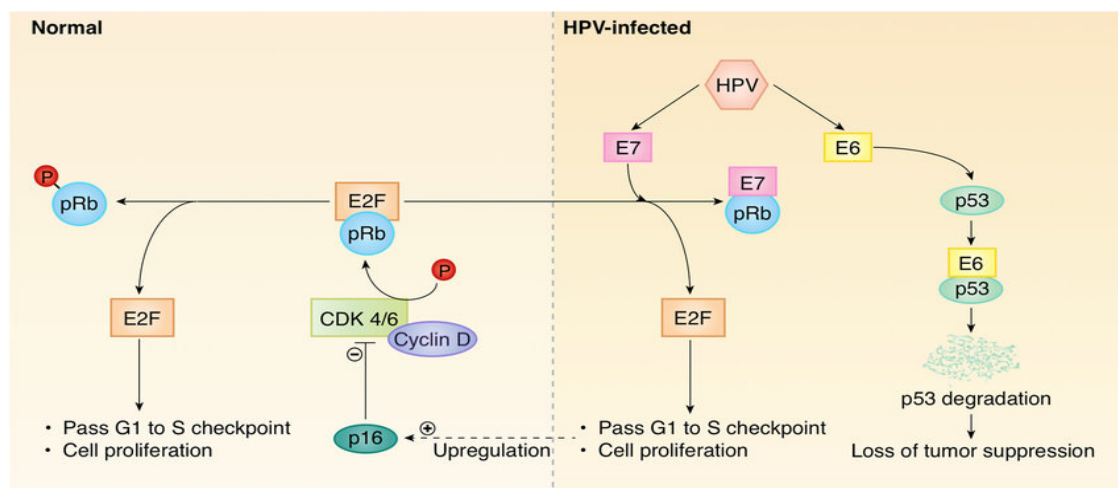 Normal
HPV-infected
HPV
E7
E6
P
pRb
E2F
pRb
E7
pRb
p53
P
E6
p53
E2F
CDK 4/6
Cyclin D
E2F
−
p53 degradation
• Pass G1 to S checkpoint
• Cell proliferation
p16
+
Upregulation
• Pass G1 to S checkpoint
• Cell proliferation
Loss of tumor suppression